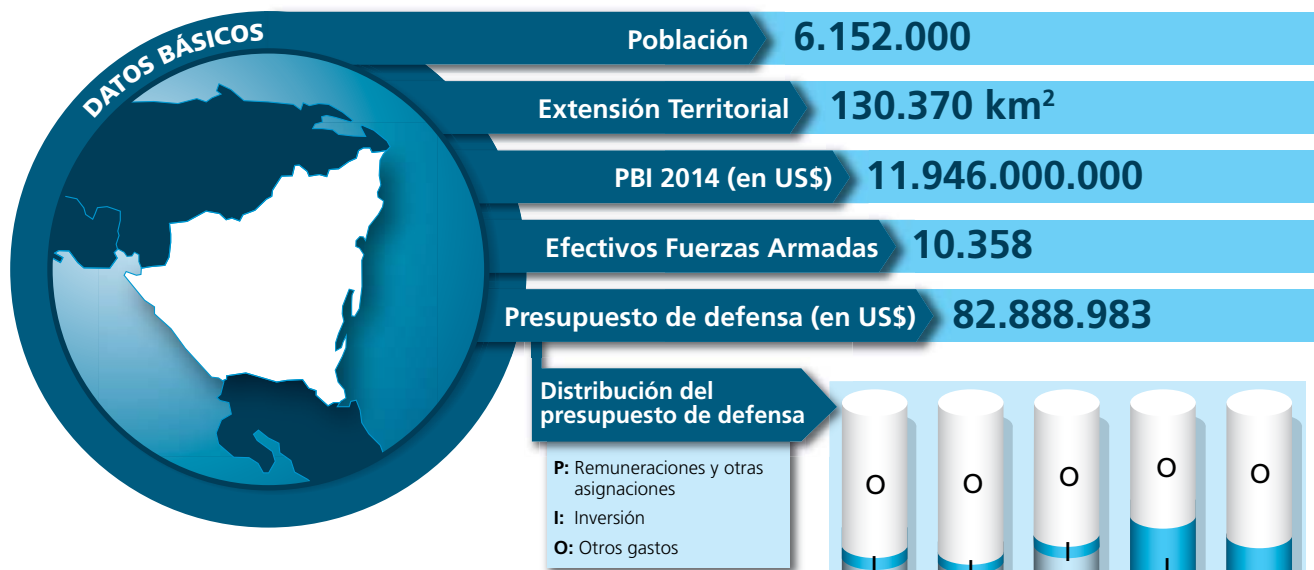 DATOS BÁSICOS
Población 6.152.000
Extensión Territorial 130.370 km²
PBI 2014 (en US$) 11.946.000.000
Efectivos Fuerzas Armadas 10.358
Presupuesto de defensa (en US$) 82.888.983
Distribución del
presupuesto de defensa
P: Remuneraciones y otras
asignaciones
I: Inversión
O: Otros gastos
O O O O O
I I I I